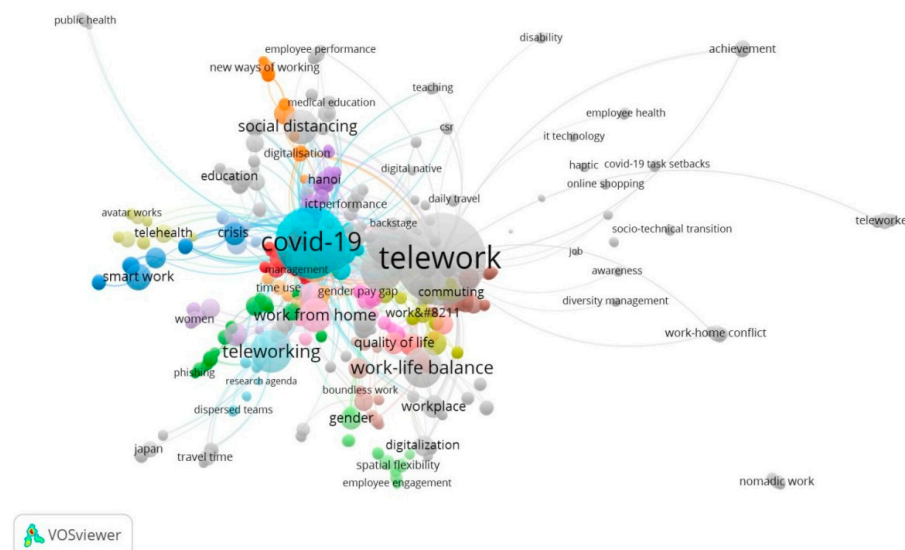 public health
disability
employee performance
achievement
new ways of working
teaching
medical education
employee health
social distancing
csr
it technology
digitalisation
digital native
haptic
covid-19 task setbacks
education
hanoi
online shopping
daily travel
ict
performance
avatar works
backstage
telehealth
crisis
covid-19
socio-technical transition
telework
job
management
smart work
awareness
time use
gender pay gap
commuting
diversity management
women
work from home
work&#8211
work-home conflict
quality of life
teleworking
phishing
work-life balance
research agenda
boundless work
dispersed teams
workplace
gender
japan
travel time
digitalization
spatial flexibility
employee engagement
nomadic work
VOSviewer